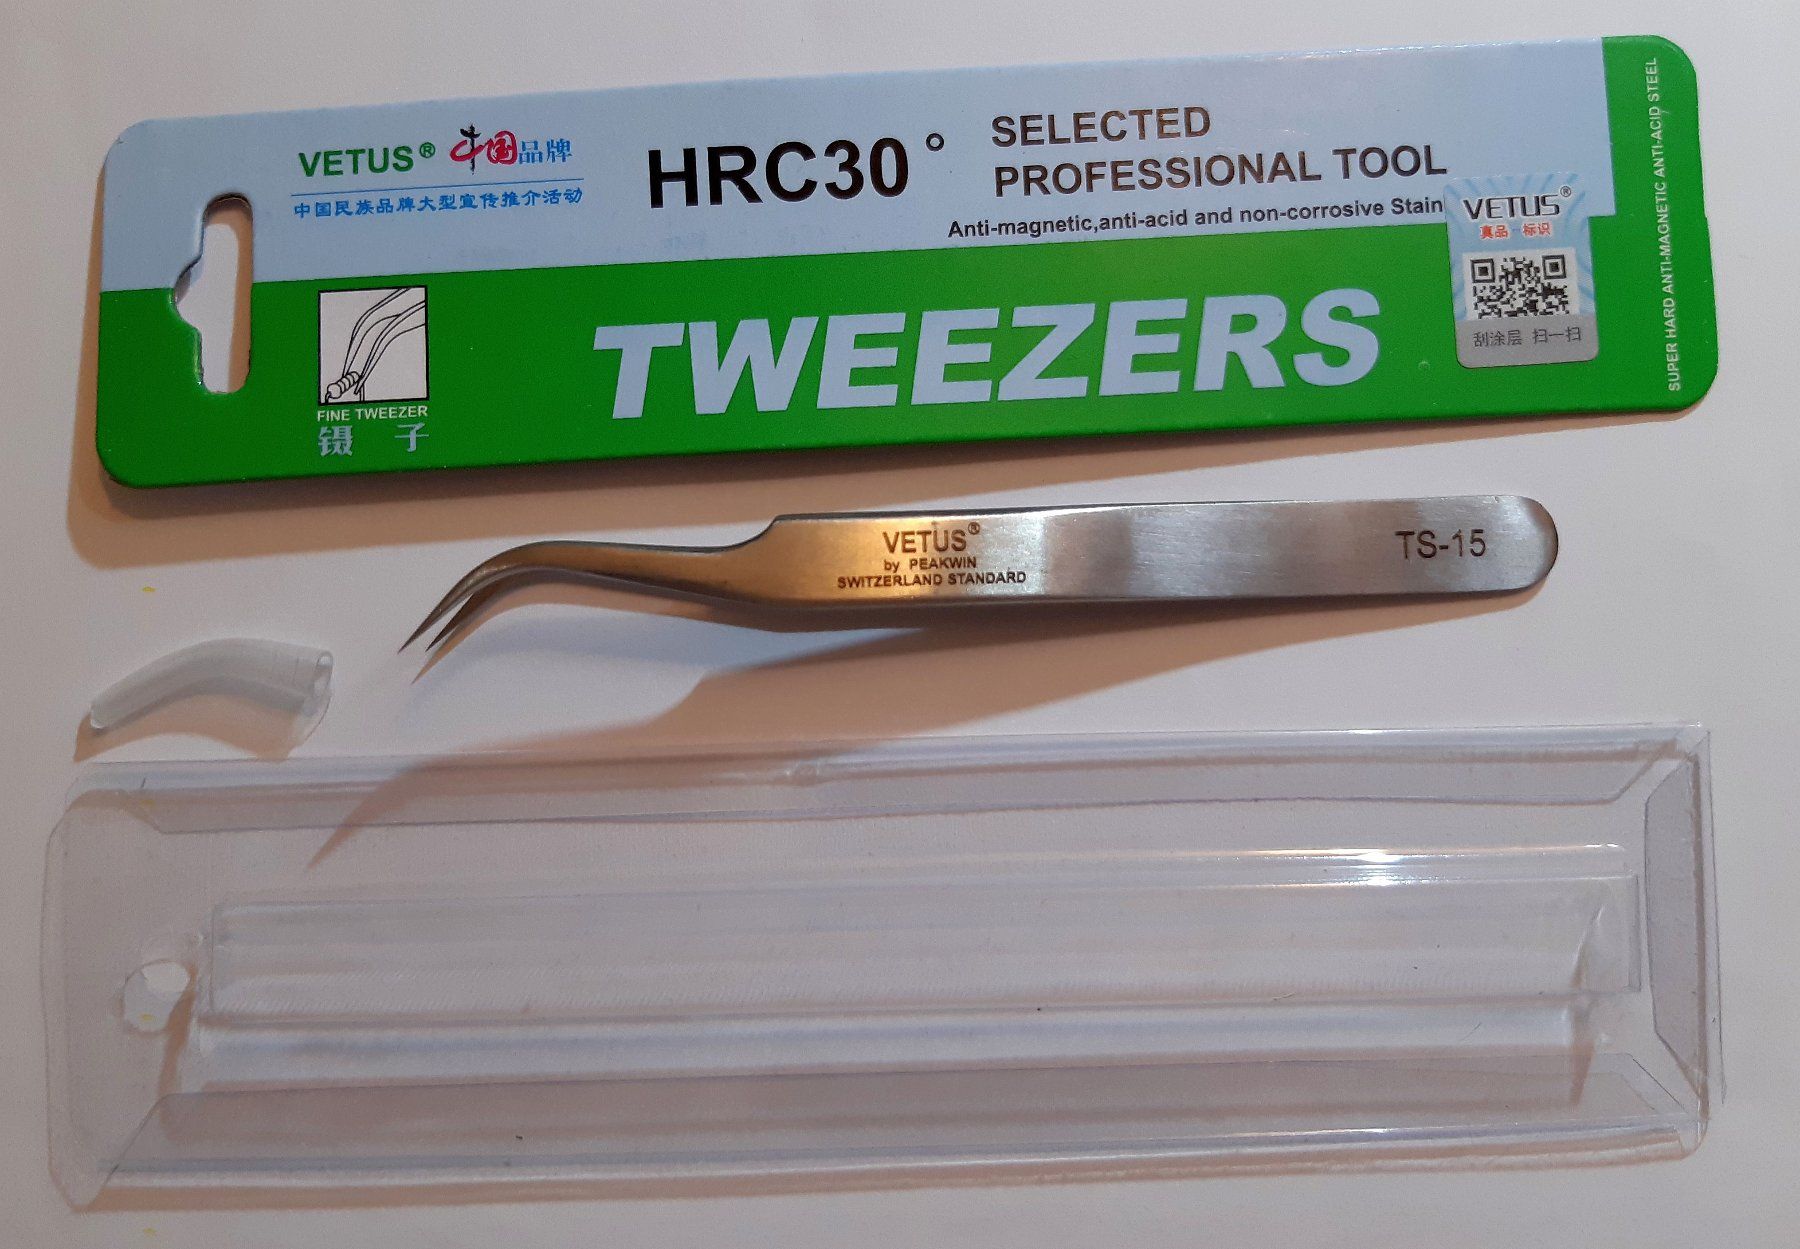 VETUS® 中国品牌
中国民族品牌大型宣传推介活动
HRC30°
SELECTED
PROFESSIONAL TOOL
Anti-magnetic,anti-acid and non-corrosive Stain
VETUS®
真品 标识
刮涂层 扫一扫
SUPER HARD ANTI-MAGNETIC ANTI-ACID STEEL
FINE TWEEZER
镊 子
TWEEZERS
VETUS®
by PEAKWIN
SWITZERLAND STANDARD
TS-15